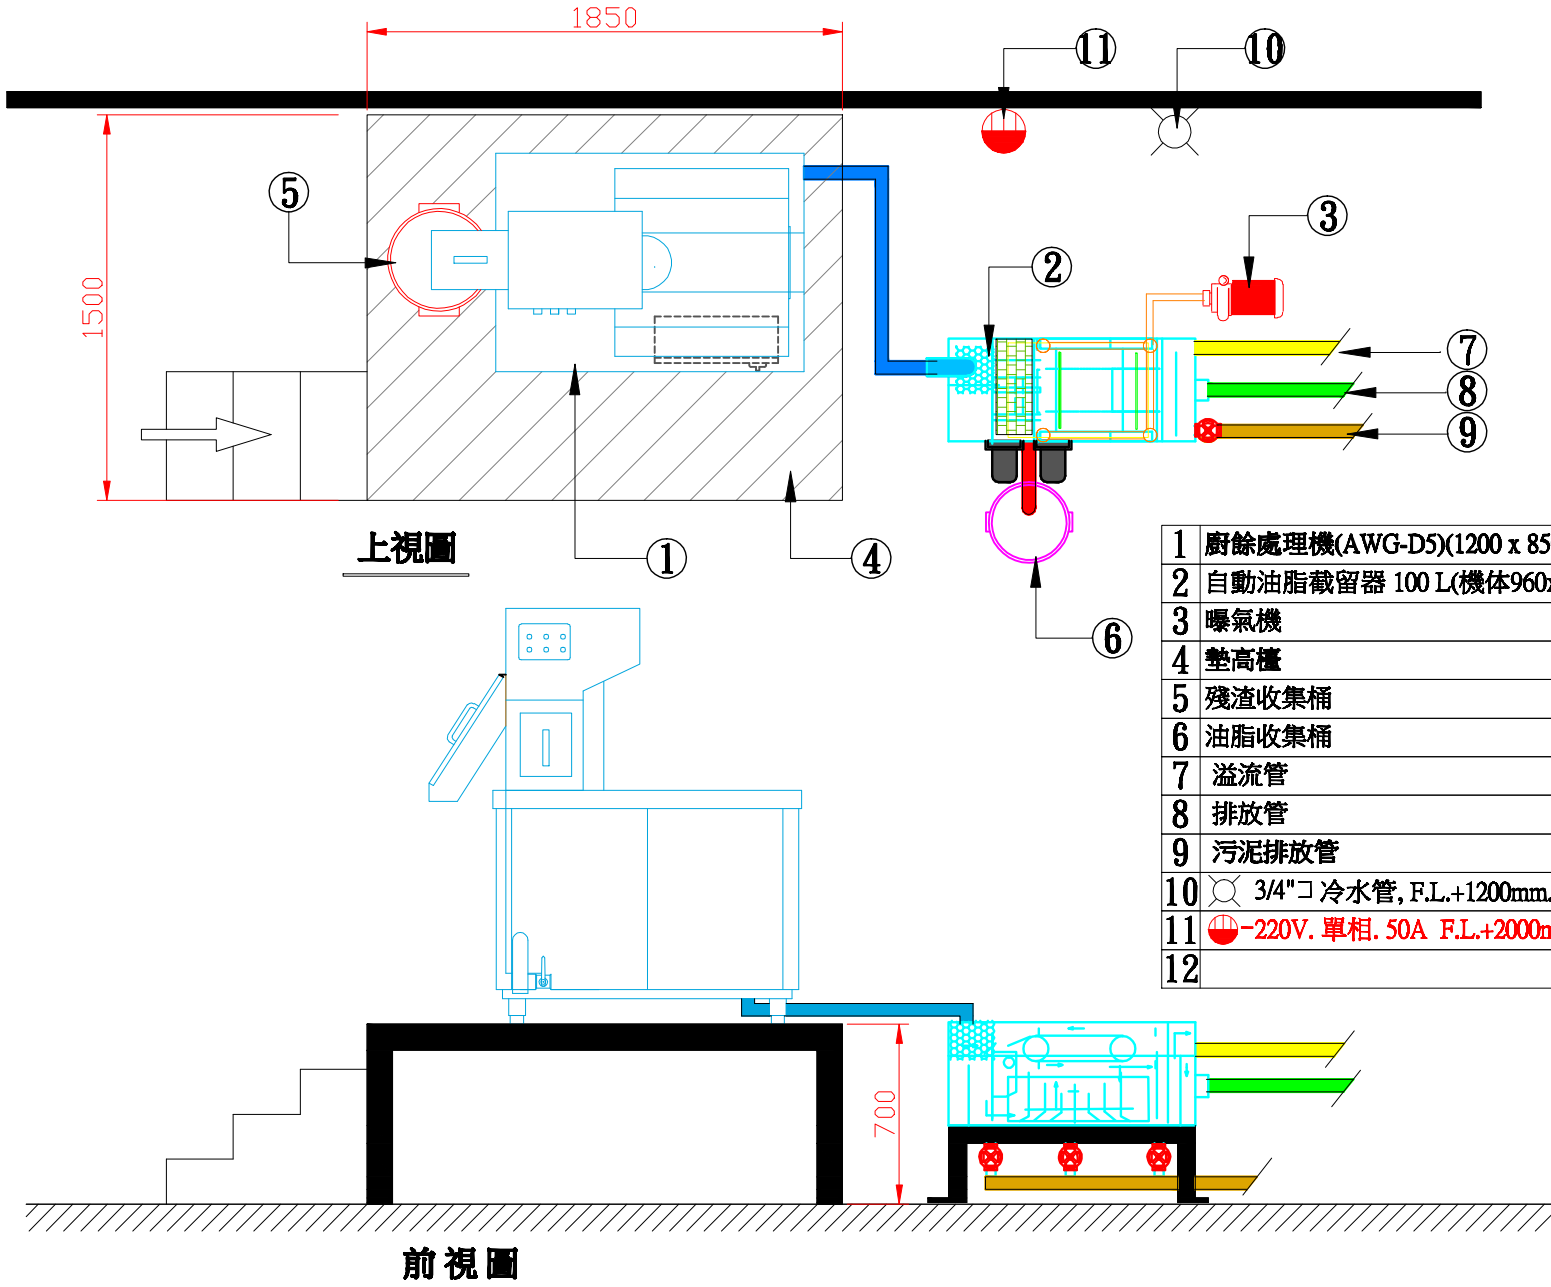 1850
11
10
5
3
2
1500
7
8
9
上視圖
1
4
6
1 廚餘處理機(AWG-D5)(1200 x 85
2 自動油脂截留器 100 L(機体960x
3 曝氣機
4 墊高檯
5 殘渣收集桶
6 油脂收集桶
7 溢流管
8 排放管
9 污泥排放管
10 3/4"□ 冷水管, F.L.+1200mm.
11 -220V. 單相. 50A F.L.+2000m
12
700
前視圖